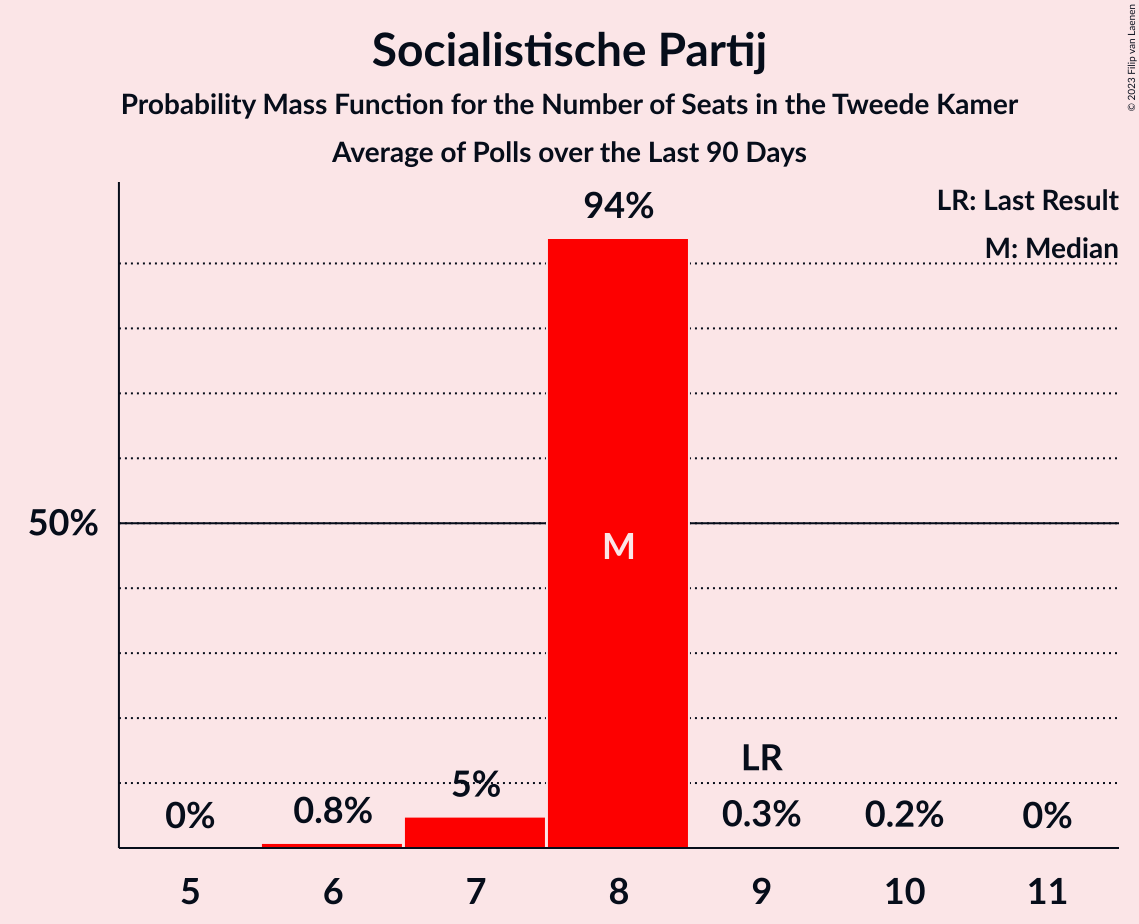 Socialistische Partij
Probability Mass Function for the Number of Seats in the Tweede Kamer
Average of Polls over the Last 90 Days
© 2023 Filip van Laenen
LR: Last Result
M: Median
94%
50%
M
LR
0% 0.8% 5% 0.3% 0.2% 0%
5 6 7 8 9 10 11